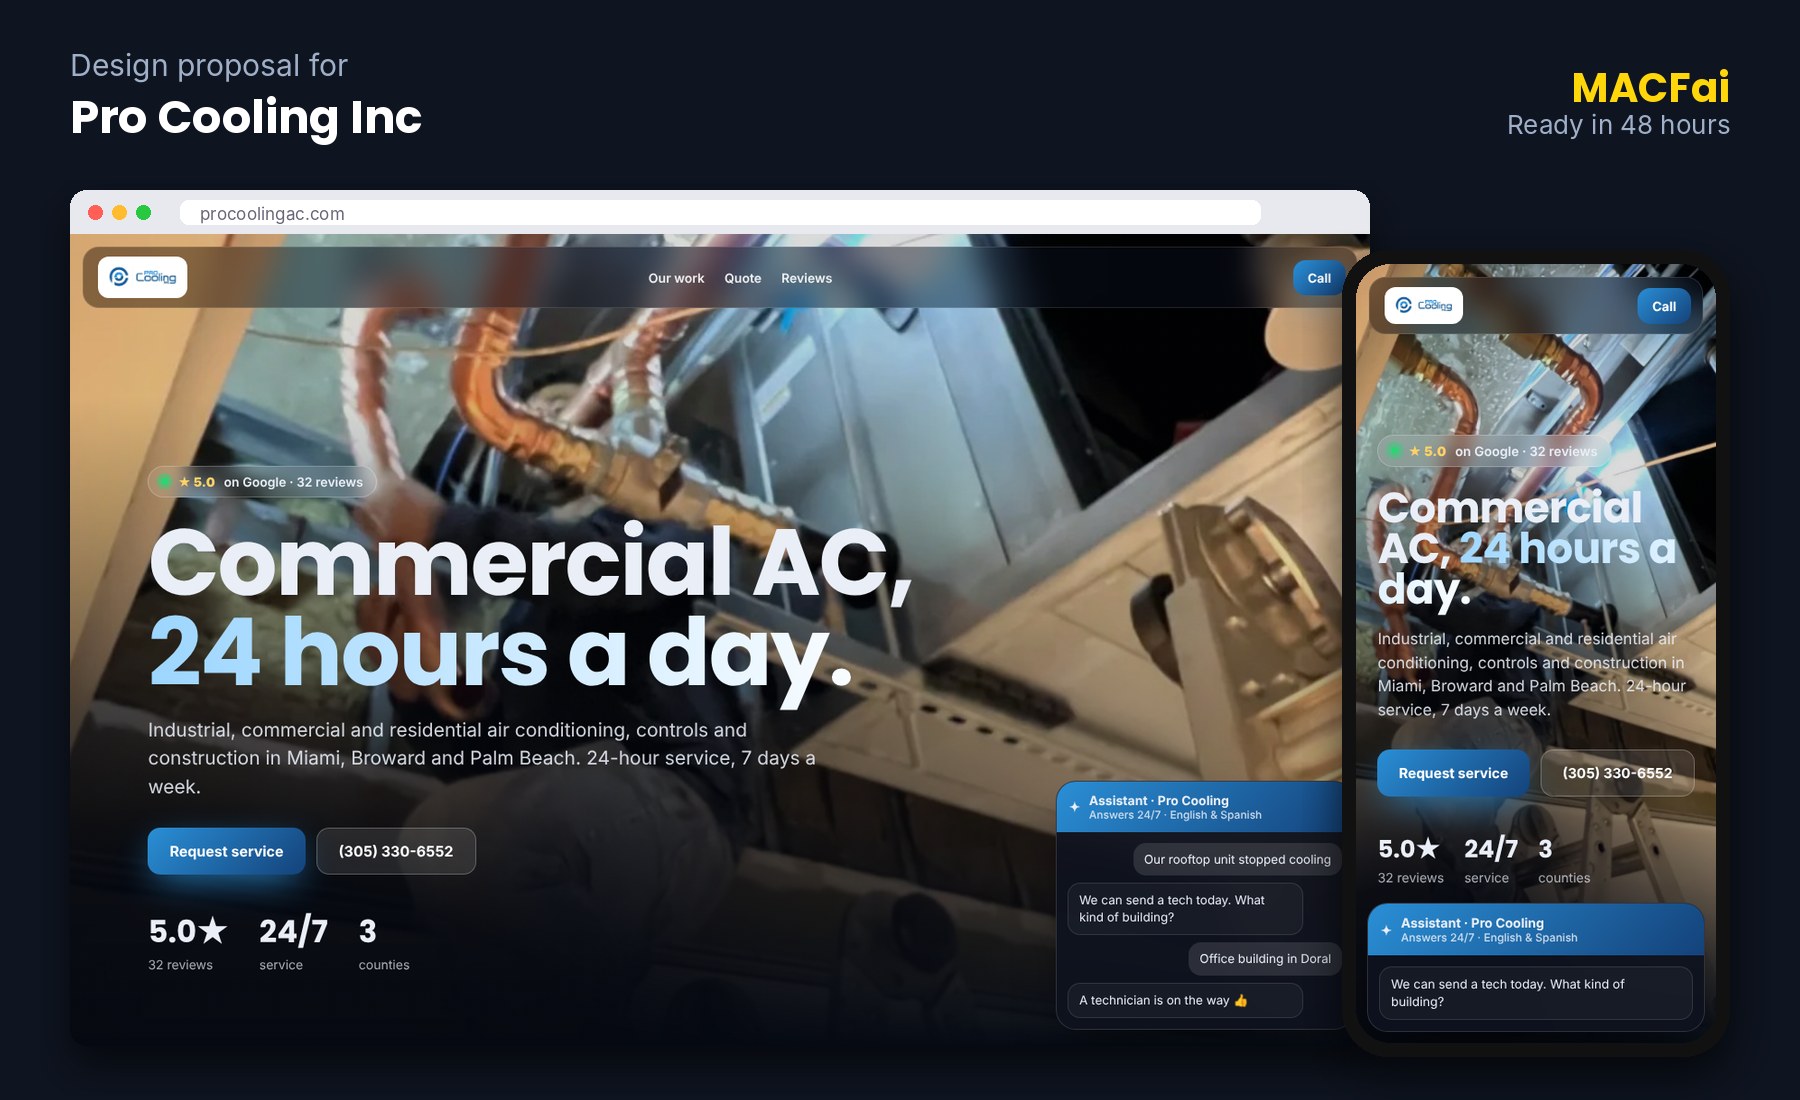 Design proposal for
Pro Cooling Inc
MACFai
Ready in 48 hours
procoolingac.com
PRO
Cooling
Our work
Quote
Reviews
Call
★ 5.0 on Google · 32 reviews
Commercial AC,
24 hours a day.
Industrial, commercial and residential air conditioning, controls and
construction in Miami, Broward and Palm Beach. 24-hour service, 7 days a
week.
Request service
(305) 330-6552
5.0★
32 reviews
24/7
service
3
counties
Assistant · Pro Cooling
Answers 24/7 · English & Spanish
Our rooftop unit stopped cooling
We can send a tech today. What
kind of building?
Office building in Doral
A technician is on the way 👍
PRO
Cooling
Call
★ 5.0 on Google · 32 reviews
Commercial
AC, 24 hours a
day.
Industrial, commercial and residential air
conditioning, controls and construction in
Miami, Broward and Palm Beach. 24-hour
service, 7 days a week.
Request service
(305) 330-6552
5.0★
32 reviews
24/7
service
3
counties
Assistant · Pro Cooling
Answers 24/7 · English & Spanish
We can send a tech today. What kind of
building?